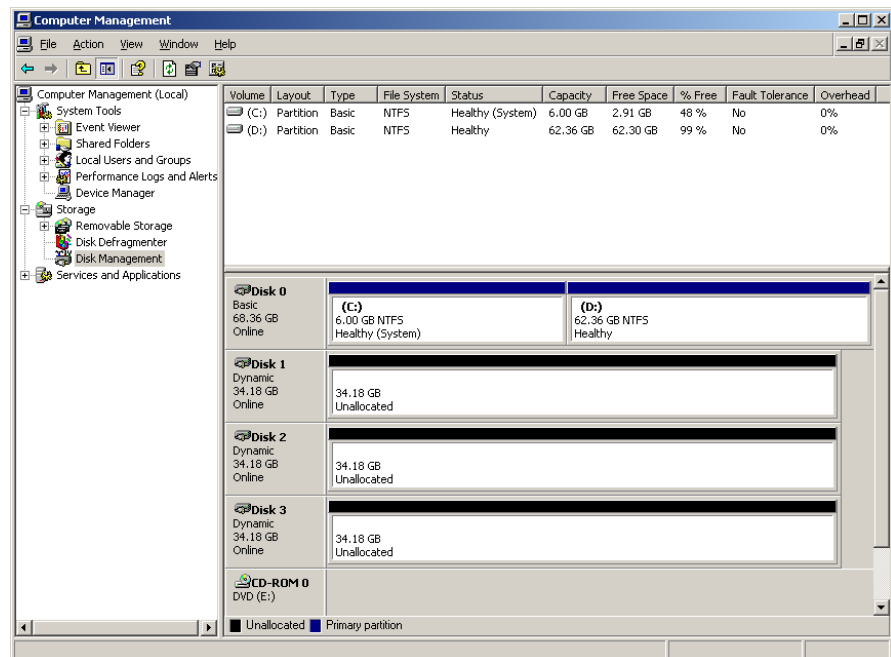 Computer Management
File Action View Window Help
Computer Management (Local)
System Tools
Event Viewer
Shared Folders
Local Users and Groups
Performance Logs and Alerts
Device Manager
Storage
Removable Storage
Disk Defragmenter
Disk Management
Services and Applications
Volume Layout Type File System Status Capacity Free Space % Free Fault Tolerance Overhead
(C:) Partition Basic NTFS Healthy (System) 6.00 GB 2.91 GB 48 % No 0%
(D:) Partition Basic NTFS Healthy 62.36 GB 62.30 GB 99 % No 0%
Disk 0
Basic
68.36 GB
Online
(C:)
6.00 GB NTFS
Healthy (System)
(D:)
62.36 GB NTFS
Healthy
Disk 1
Dynamic
34.18 GB
Online
34.18 GB
Unallocated
Disk 2
Dynamic
34.18 GB
Online
34.18 GB
Unallocated
Disk 3
Dynamic
34.18 GB
Online
34.18 GB
Unallocated
CD-ROM 0
DVD (E:)
Unallocated Primary partition